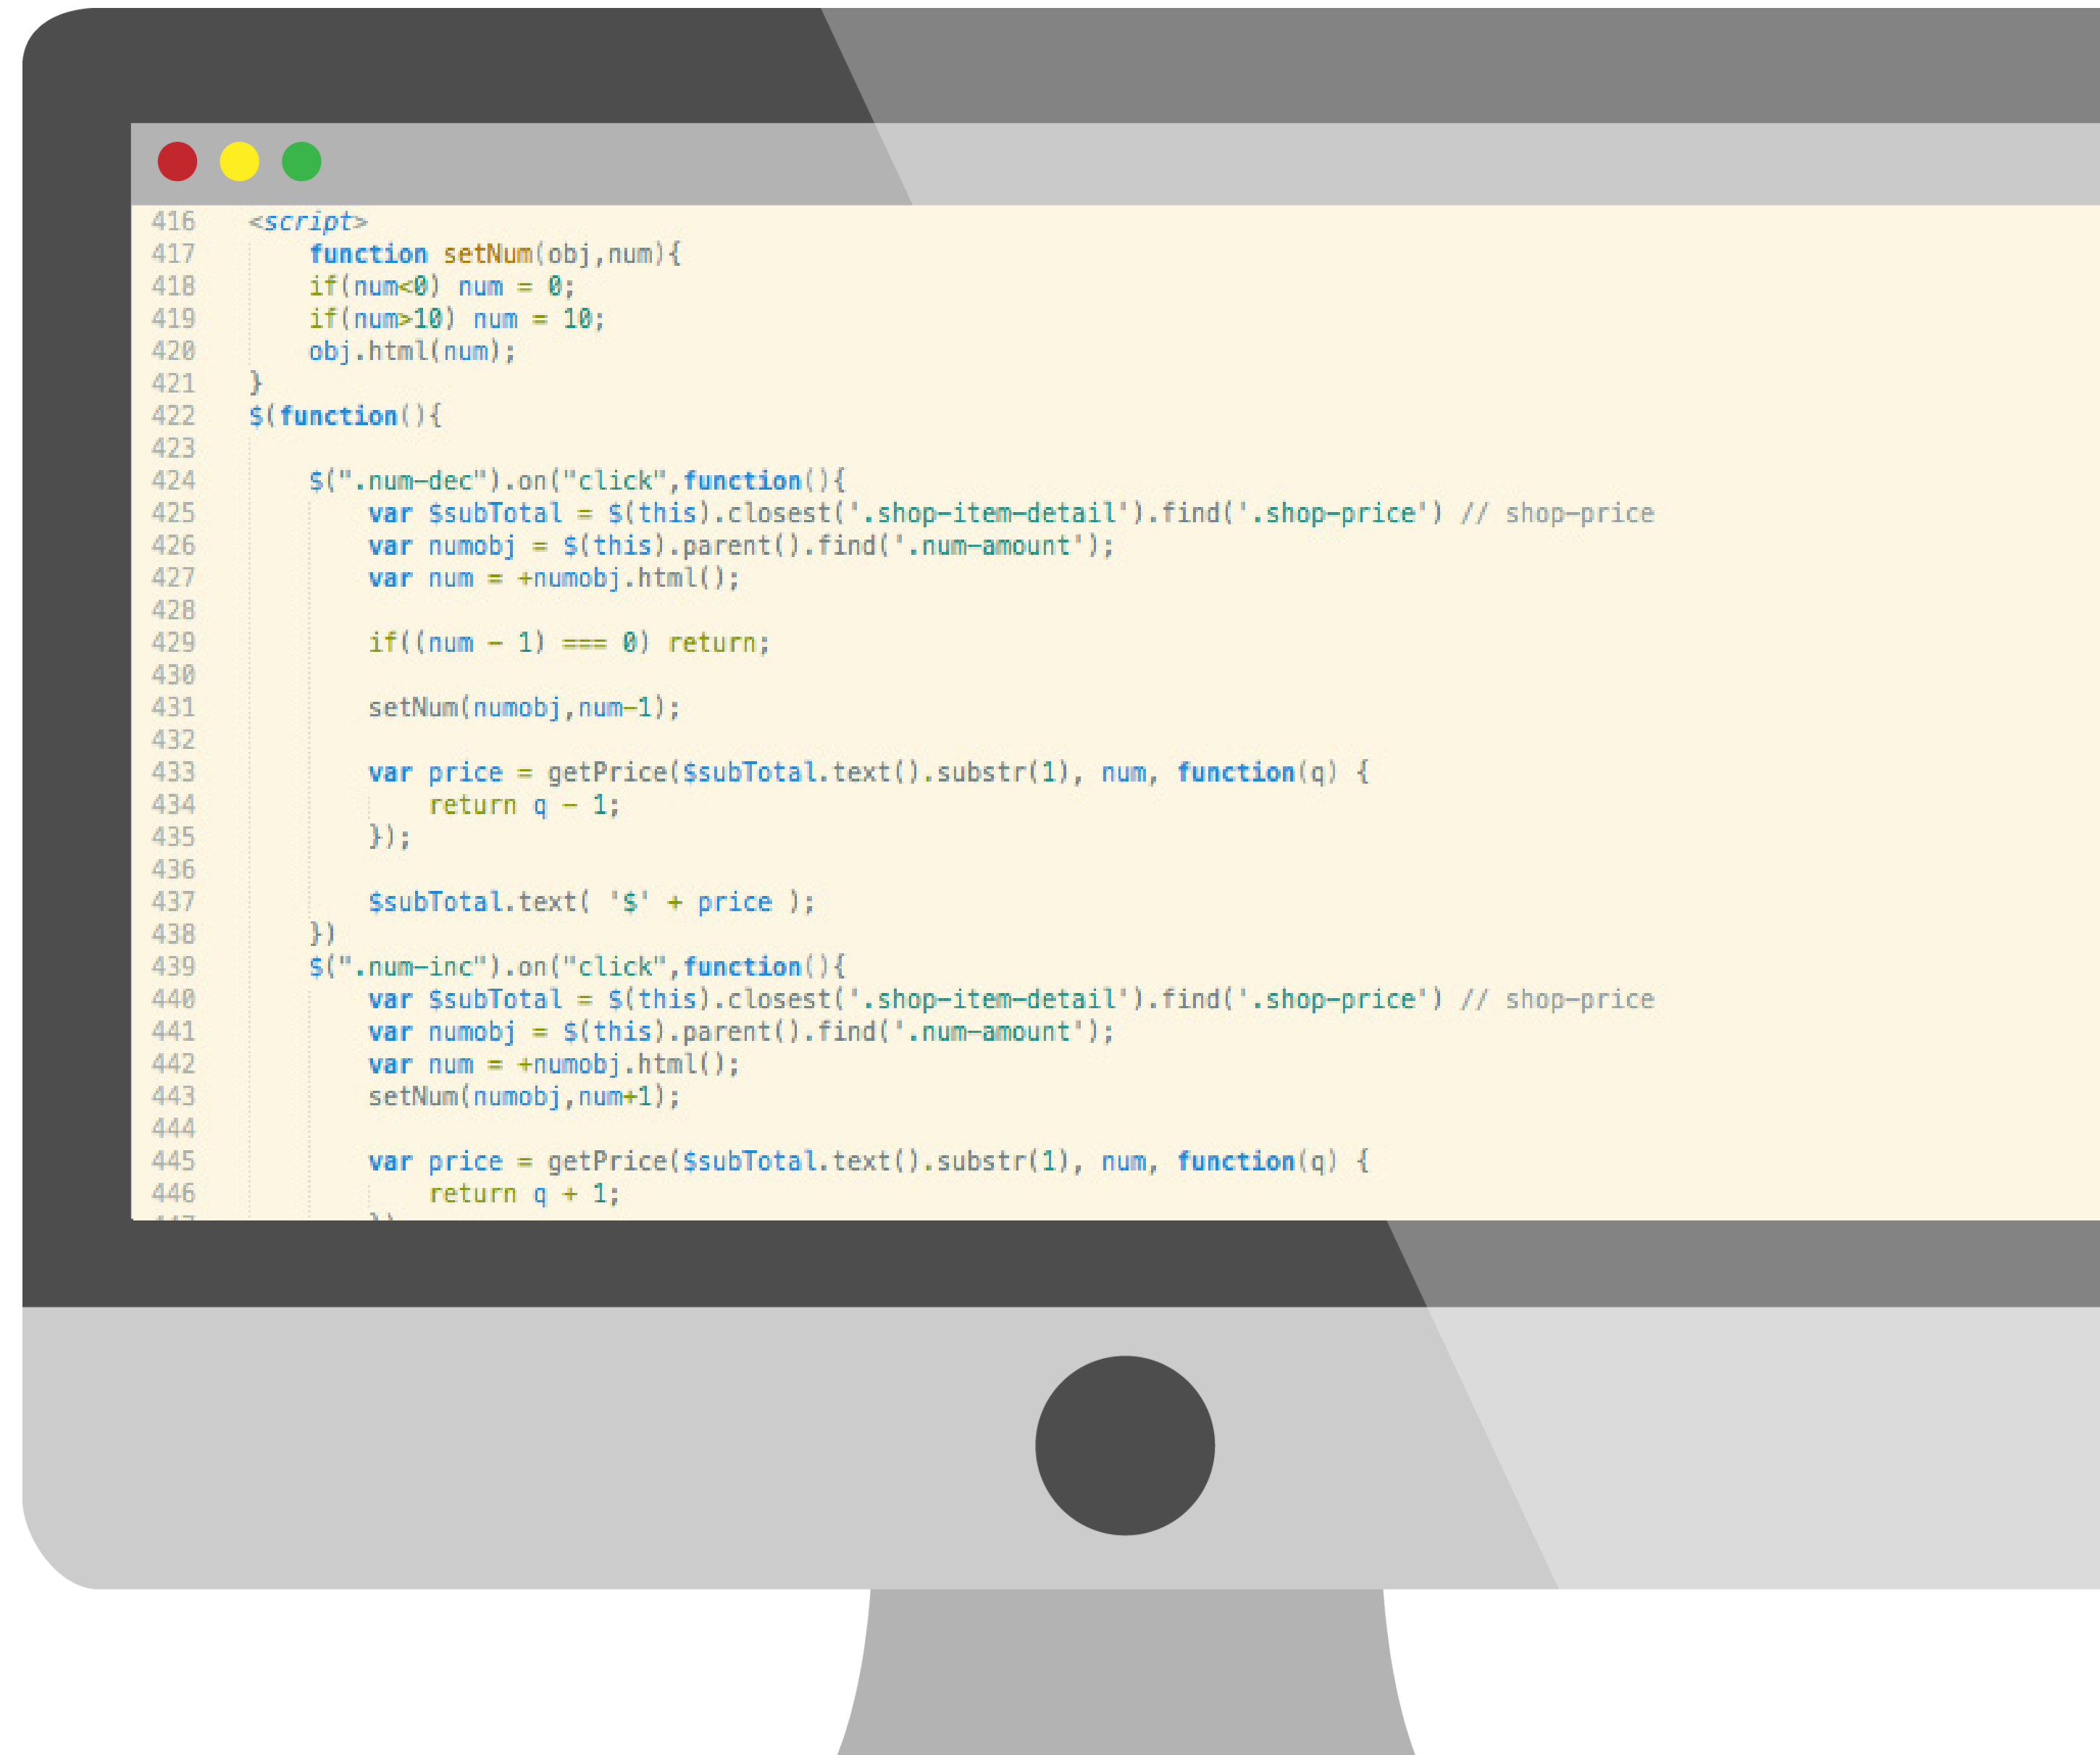 416 <script>
417 function setNum(obj,num){
418 if(num<0) num = 0;
419 if(num>10) num = 10;
420 obj.html(num);
421 }
422 $(function(){
423
424 $(".num-dec").on("click",function(){
425 var $subTotal = $(this).closest('.shop-item-detail').find('.shop-price') // shop-price
426 var numobj = $(this).parent().find('.num-amount');
427 var num = +numobj.html();
428
429 if((num - 1) === 0) return;
430
431 setNum(numobj,num-1);
432
433 var price = getPrice($subTotal.text().substr(1), num, function(q) {
434 return q - 1;
435 });
436
437 $subTotal.text( '$' + price );
438 })
439 $(".num-inc").on("click",function(){
440 var $subTotal = $(this).closest('.shop-item-detail').find('.shop-price') // shop-price
441 var numobj = $(this).parent().find('.num-amount');
442 var num = +numobj.html();
443 setNum(numobj,num+1);
444
445 var price = getPrice($subTotal.text().substr(1), num, function(q) {
446 return q + 1;